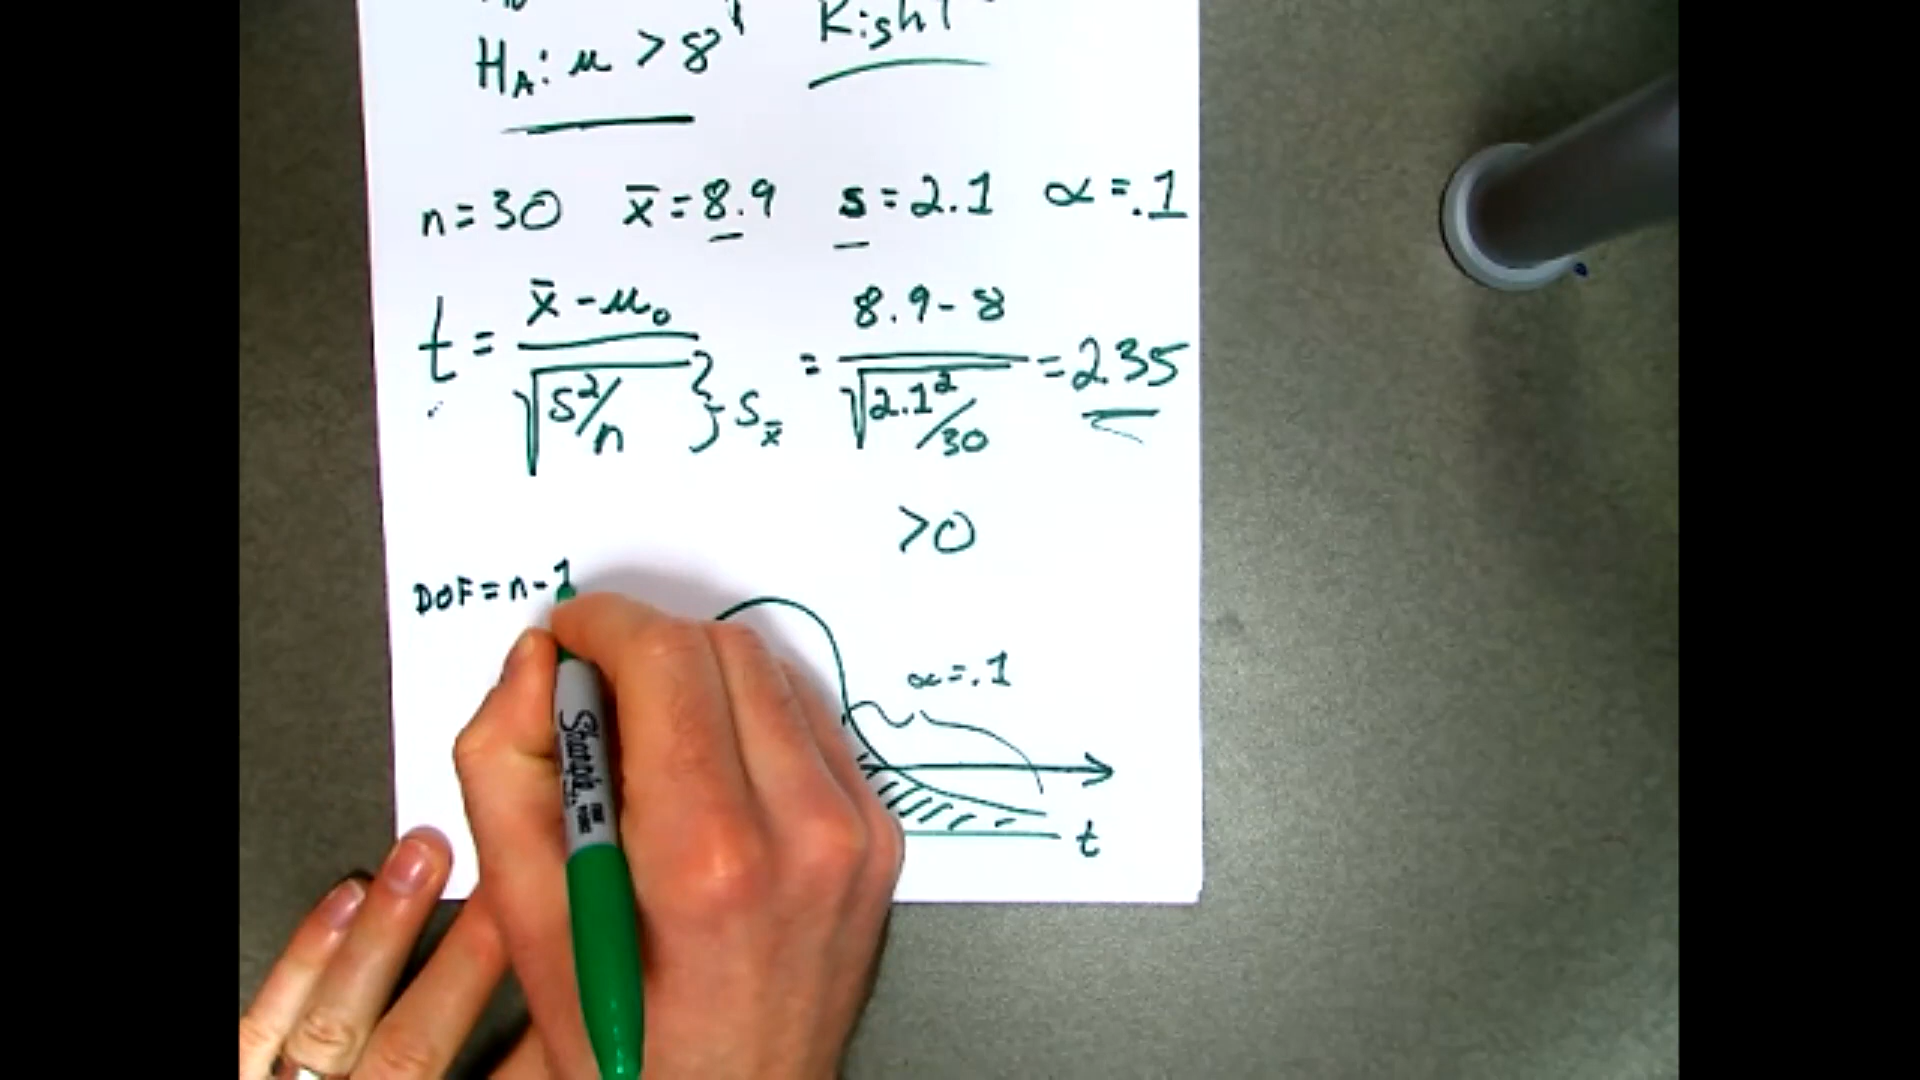 H_A: μ > 8 Right
n=30 x̄=8.9 s=2.1 α=.1
t = (x̄-μ₀)/√(s²/n) } S_x̄ = (8.9-8)/√(2.1²/30) = 2.35
>0
DOF=n-1
α=.1
t
Sharpie